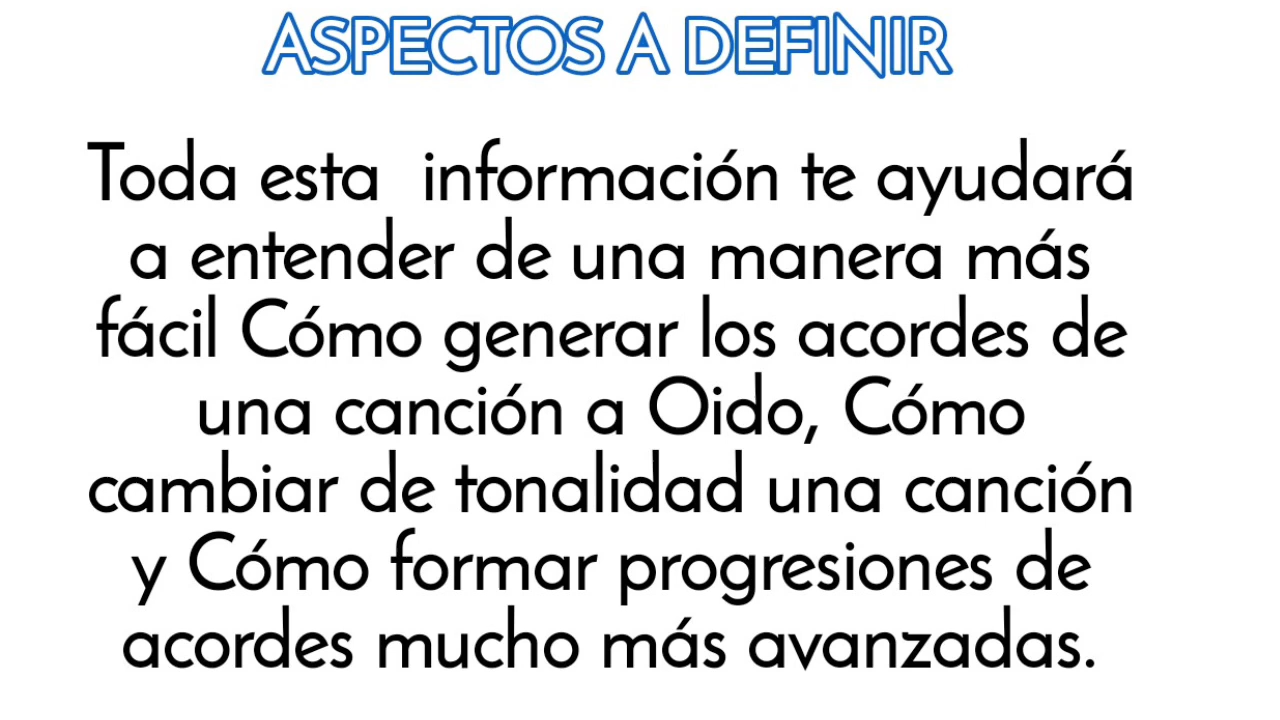 ASPECTOS A DEFINIR
Toda esta información te ayudará
a entender de una manera más
fácil Cómo generar los acordes de
una canción a Oido, Cómo
cambiar de tonalidad una canción
y Cómo formar progresiones de
acordes mucho más avanzadas.